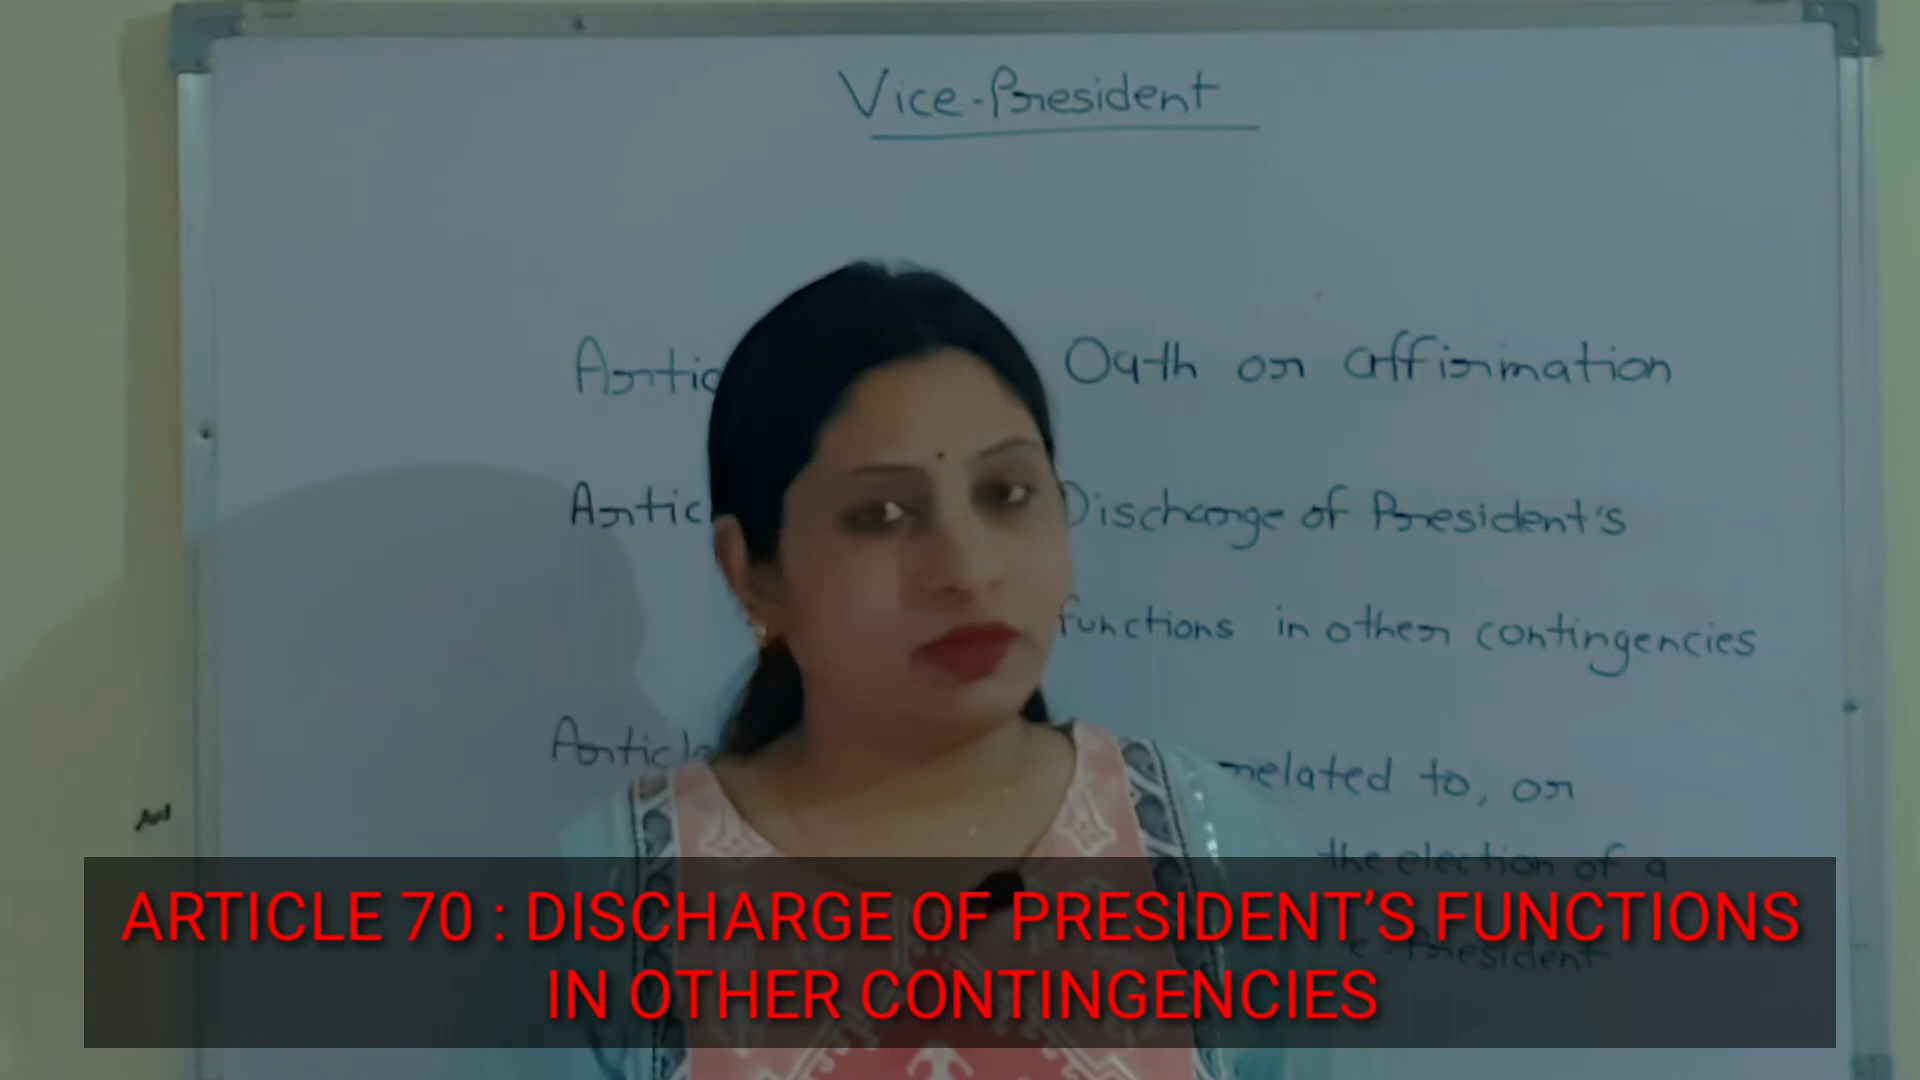 Vice-President
Oath or affirmation
Discharge of President's
functions in other contingencies
related to, or
the election of a
President
ARTICLE 70 : DISCHARGE OF PRESIDENT'S FUNCTIONS
IN OTHER CONTINGENCIES